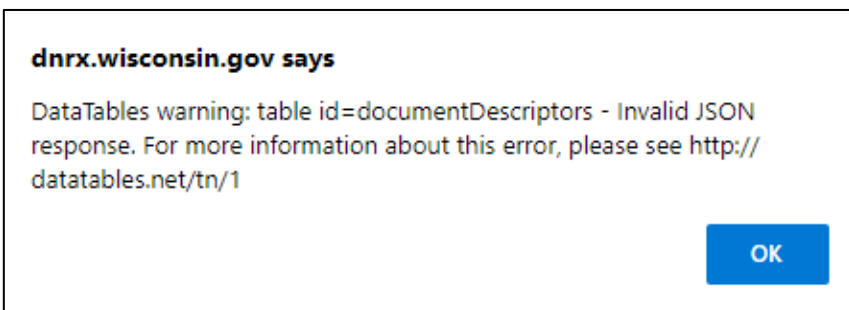 dnrx.wisconsin.gov says
DataTables warning: table id=documentDescriptors - Invalid JSON
response. For more information about this error, please see http://
datatables.net/tn/1
OK